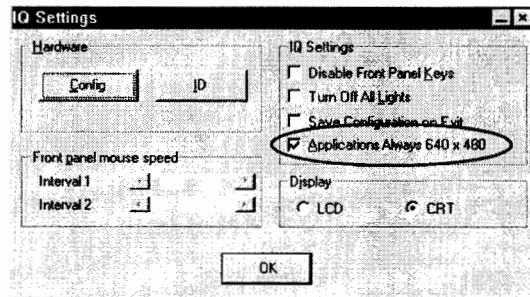 IQ Settings
Hardware
Config
ID
Front panel mouse speed
Interval 1
Interval 2
IQ Settings
Disable Front Panel Keys
Turn Off All Lights
Save Configuration on Exit
Applications Always 640 x 480
Display
LCD
CRT
OK